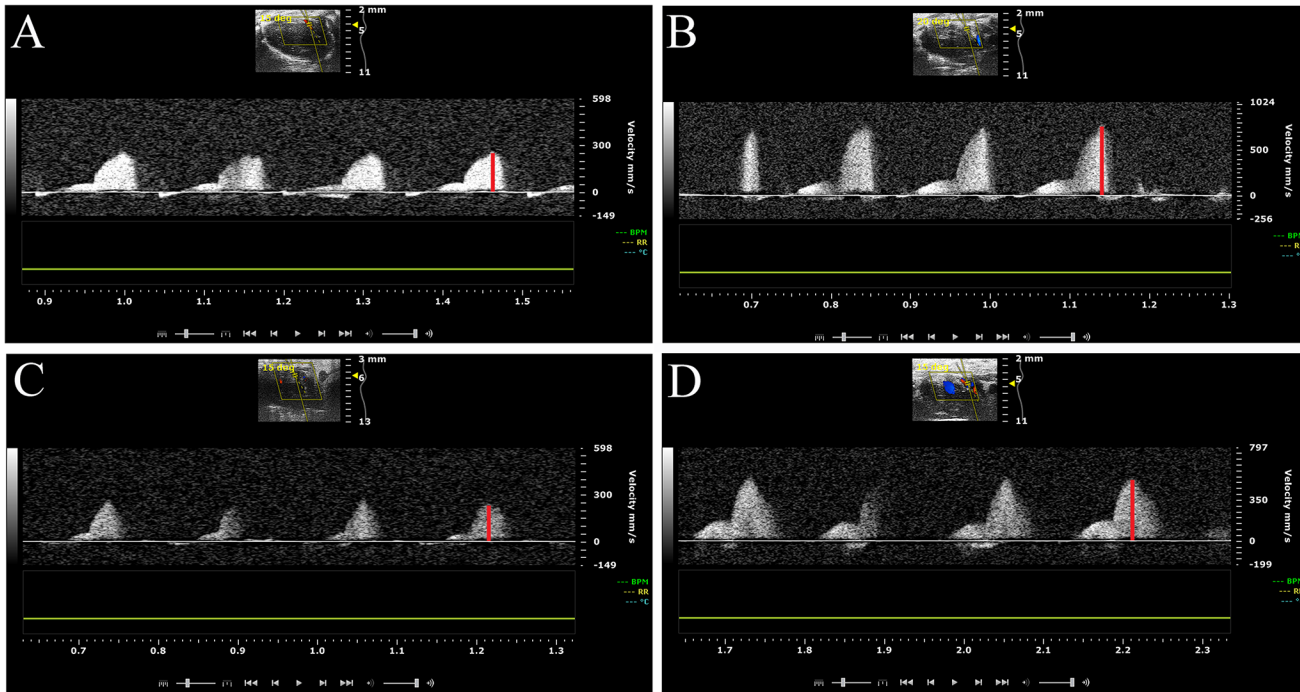 A
2 mm
5
11
598
300
0
-149
Velocity mm/s
--- BPM
--- RR
--- °C
0.9 1.0 1.1 1.2 1.3 1.4 1.5
B
2 mm
5
11
1024
500
0
-256
Velocity mm/s
--- BPM
--- R
--- °
0.7 0.8 0.9 1.0 1.1 1.2 1.3
C
15 deg
3 mm
6
13
598
300
0
-149
Velocity mm/s
--- BPM
--- RR
--- °C
0.7 0.8 0.9 1.0 1.1 1.2 1.3
D
deg
2 mm
5
11
797
350
0
-199
Velocity mm/s
--- BPM
--- RR
--- °C
1.7 1.8 1.9 2.0 2.1 2.2 2.3